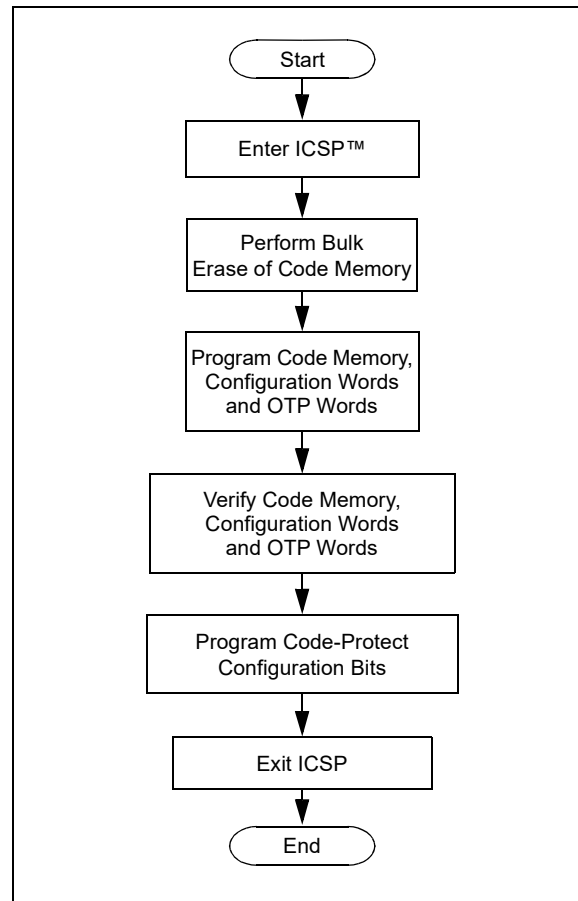 Start
Enter ICSP™
Perform Bulk
Erase of Code Memory
Program Code Memory,
Configuration Words
and OTP Words
Verify Code Memory,
Configuration Words
and OTP Words
Program Code-Protect
Configuration Bits
Exit ICSP
End